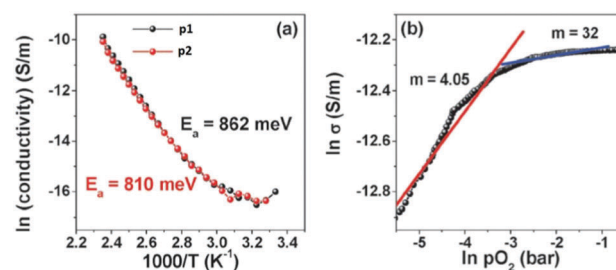 p1
p2
(a)
-10
-12
-14
-16
E_a = 862 meV
E_a = 810 meV
2.2 2.4 2.6 2.8 3.0 3.2 3.4
1000/T (K⁻¹)
ln (conductivity) (S/m)
(b)
m = 32
m = 4.05
-12.2
-12.4
-12.6
-12.8
-5 -4 -3 -2 -1
ln pO₂ (bar)
ln σ (S/m)